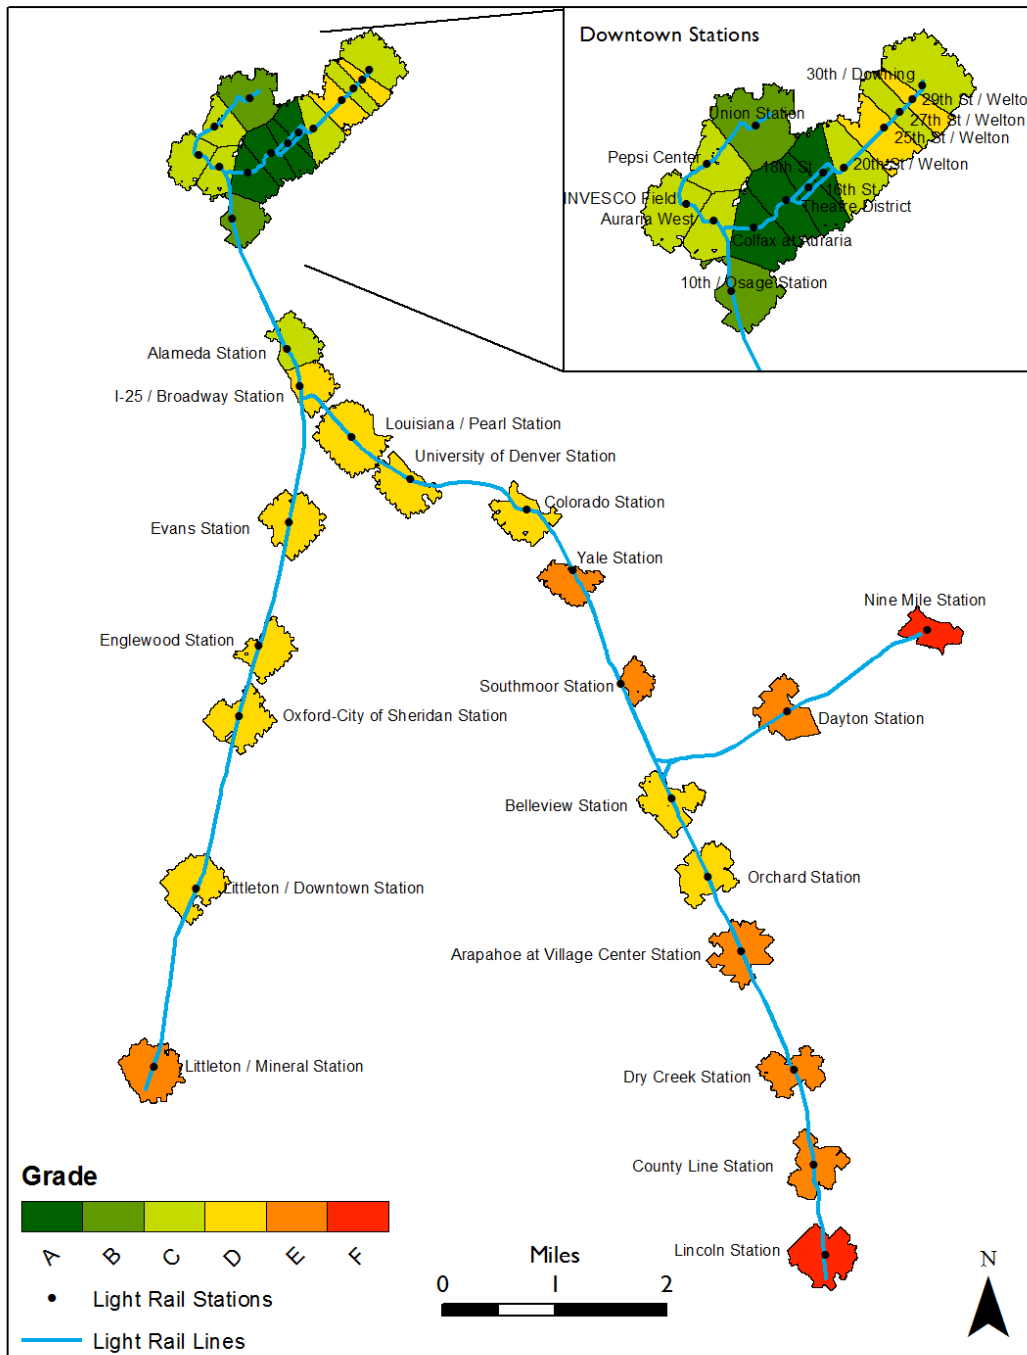 Downtown Stations
30th / Downing
29th St / Welto
27th St / Welton
25th St / Welton
Union Station
Pepsi Center
18th St
20th St / Welton
16th St
INVESCO Field
Theatre District
Auraria West
Colfax at Auraria
10th / Osage Station
Alameda Station
I-25 / Broadway Station
Louisiana / Pearl Station
University of Denver Station
Colorado Station
Evans Station
Yale Station
Nine Mile Station
Englewood Station
Southmoor Station
Oxford-City of Sheridan Station
Dayton Station
Belleview Station
Orchard Station
Littleton / Downtown Station
Arapahoe at Village Center Station
Littleton / Mineral Station
Dry Creek Station
County Line Station
Lincoln Station
Grade
A B C D E F
Light Rail Stations
Light Rail Lines
Miles
0 1 2
N